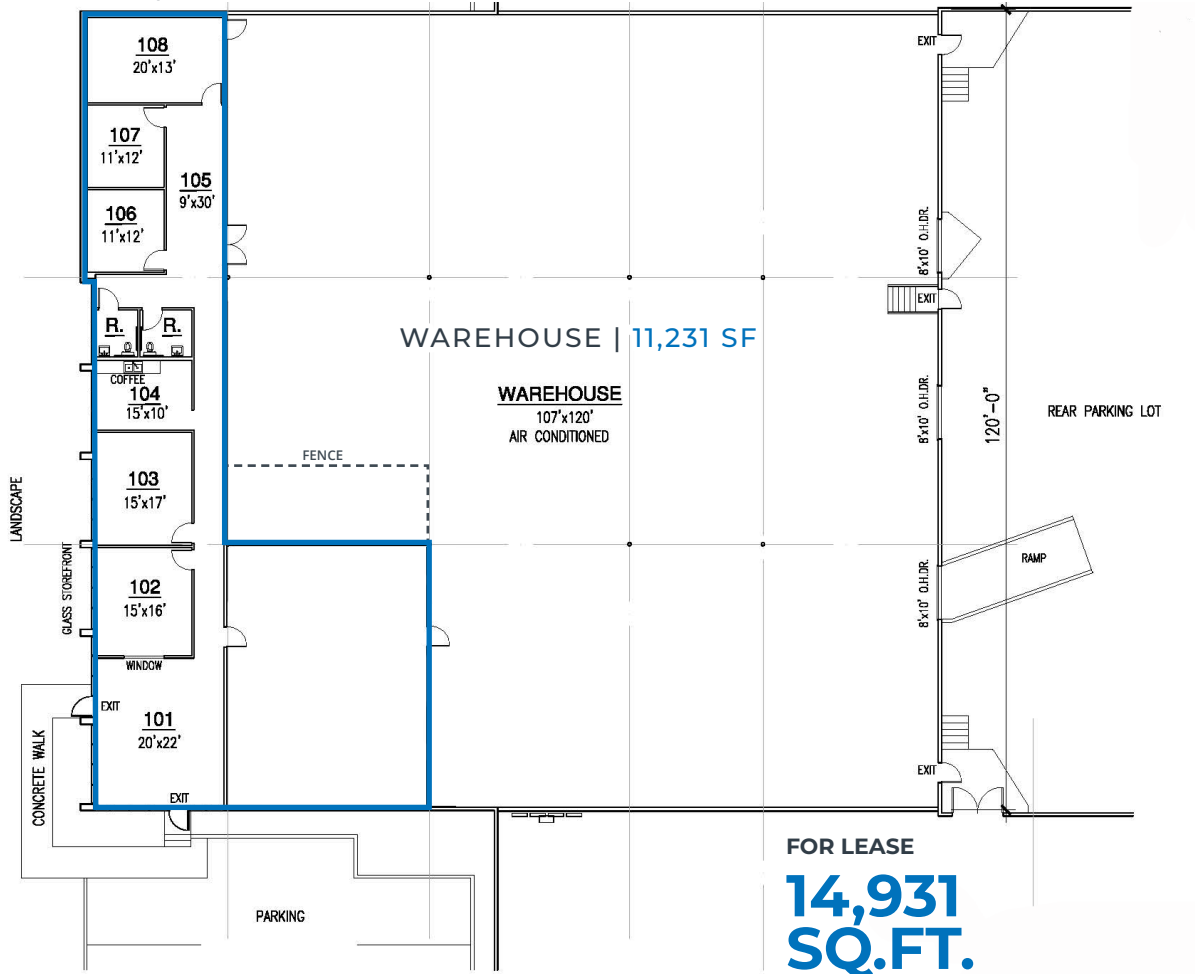 108
20'x13'
EXIT
107
11'x12'
105
9'x30'
106
11'x12'
8'x10' O.H.DR.
EXIT
R.
R.
WAREHOUSE | 11,231 SF
COFFEE
104
15'x10'
WAREHOUSE
107'x120'
AIR CONDITIONED
8'x10' O.H.DR.
120'-0"
REAR PARKING LOT
FENCE
LANDSCAPE
103
15'x17'
GLASS STOREFRONT
102
15'x16'
8'x10' O.H.DR.
RAMP
WINDOW
EXIT
101
20'x22'
CONCRETE WALK
EXIT
EXIT
FOR LEASE
14,931
SQ.FT.
PARKING